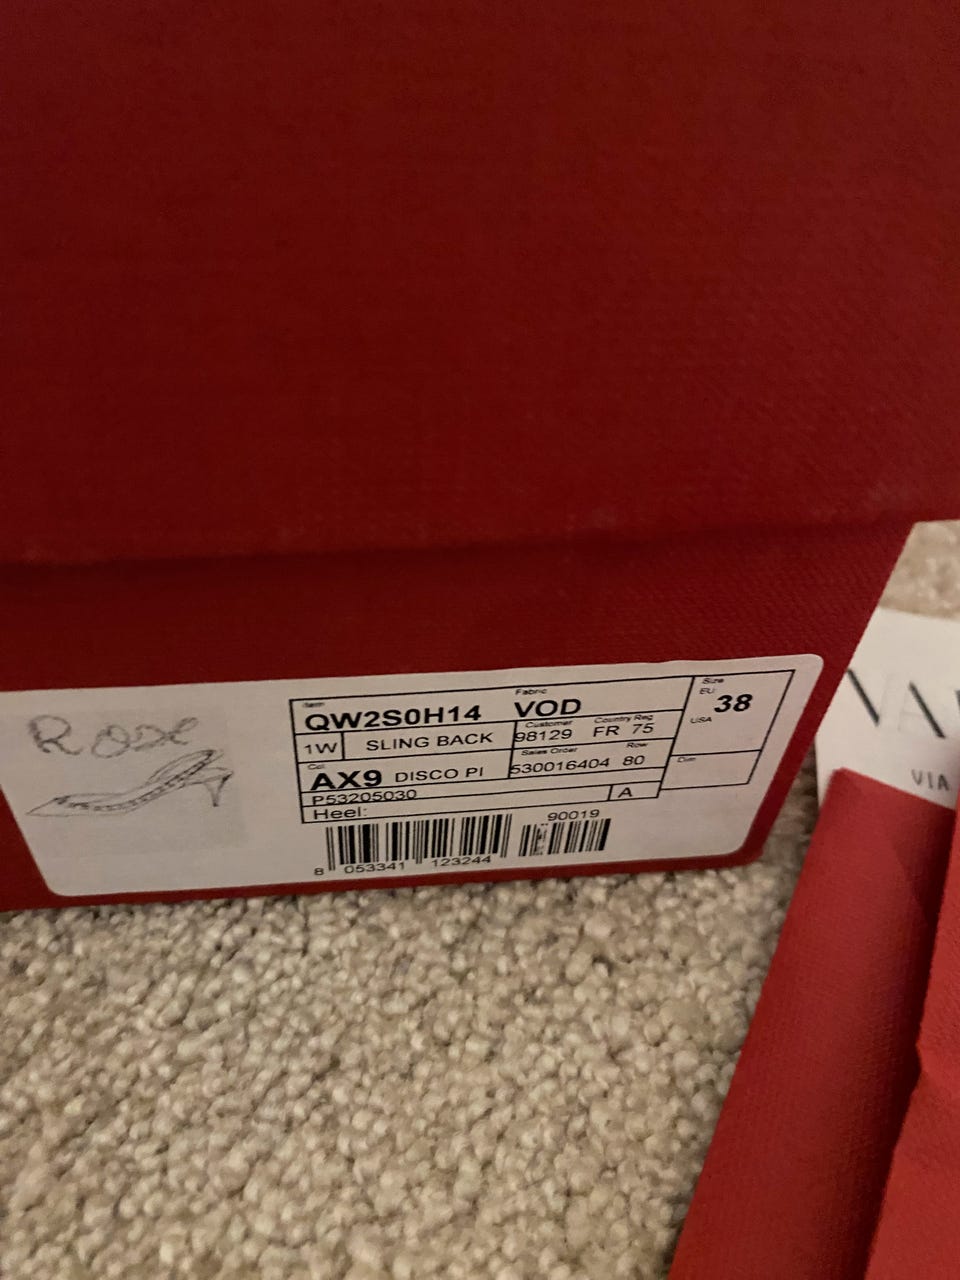 Rose
Item
Fabric
QW2S0H14 VOD
1W SLING BACK
Customer Country Reg
98129 FR 75
Col
AX9 DISCO PI
Sales Order Row
530016404 80
P53205030 A
Heel:
Size
EU 38
USA
Dim
90019
8 053341 123244
VA
VIA